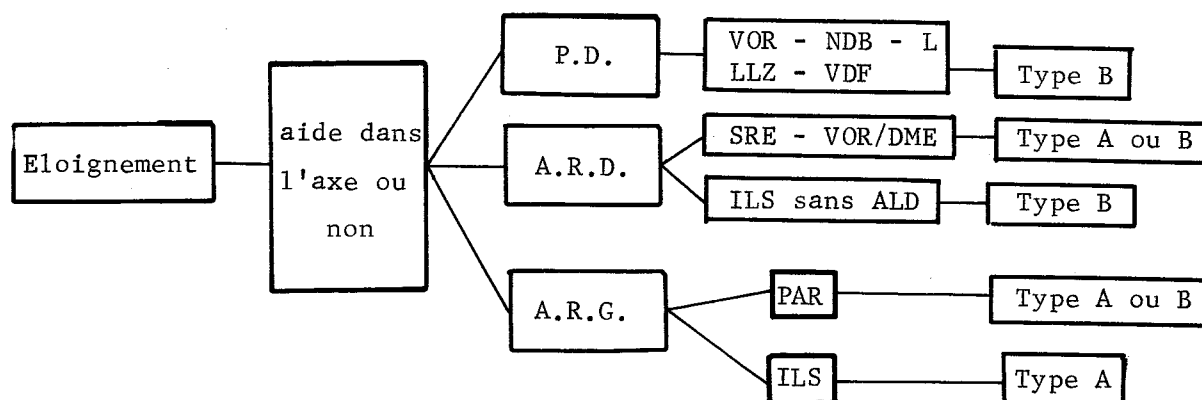 Eloignement
aide dans
l'axe ou
non
P.D.
VOR - NDB - L
LLZ - VDF
Type B
A.R.D.
SRE - VOR/DME
Type A ou B
ILS sans ALD
Type B
A.R.G.
PAR
Type A ou B
ILS
Type A